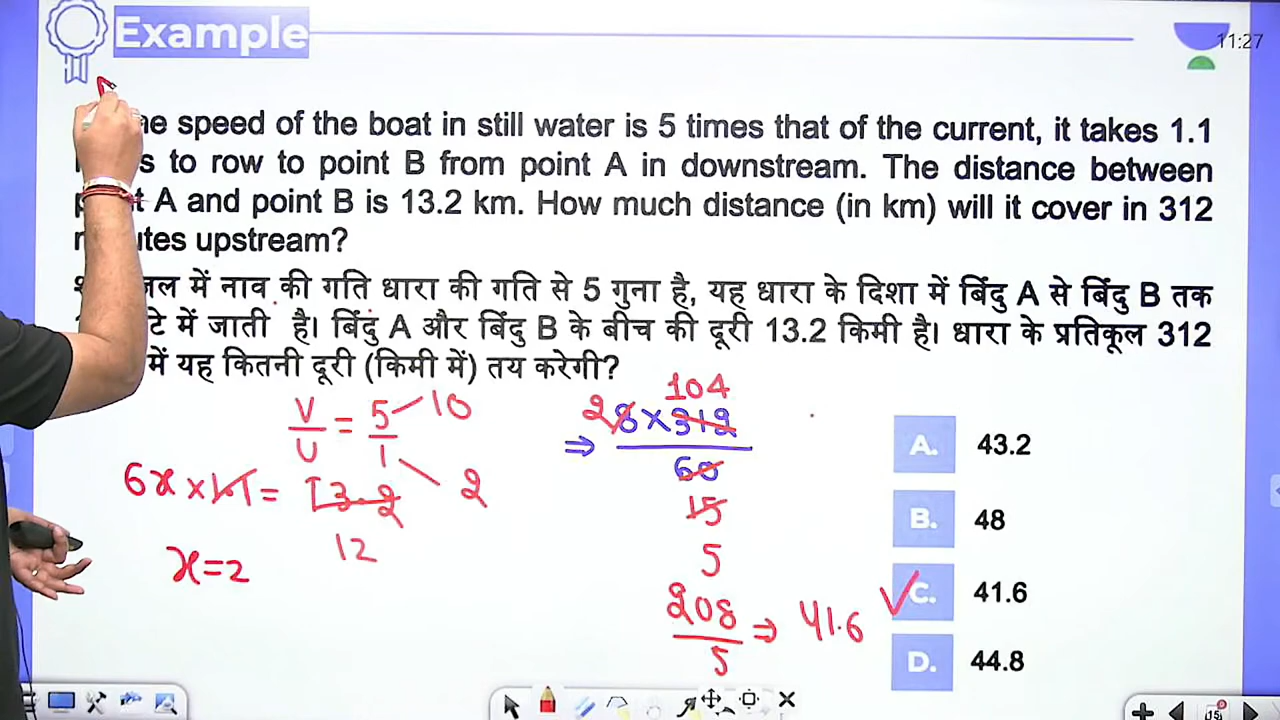 Example
11:27
speed of the boat in still water is 5 times that of the current, it takes 1.1
to row to point B from point A in downstream. The distance between
A and point B is 13.2 km. How much distance (in km) will it cover in 312
upstream?
में नाव की गति धारा की गति से 5 गुना है, यह धारा के दिशा में बिंदु A से बिंदु B तक
में जाती है। बिंदु A और बिंदु B के बीच की दूरी 13.2 किमी है। धारा के प्रतिकूल 312
में यह कितनी दूरी (किमी में) तय करेगी?
V/U = 5/1
10
2
6x × 1.1 = 13.2
12
x=2
⇒ 8×312/60
2
104
15
5
208/5 ⇒ 41.6
A. 43.2
B. 48
C. 41.6
D. 44.8
15